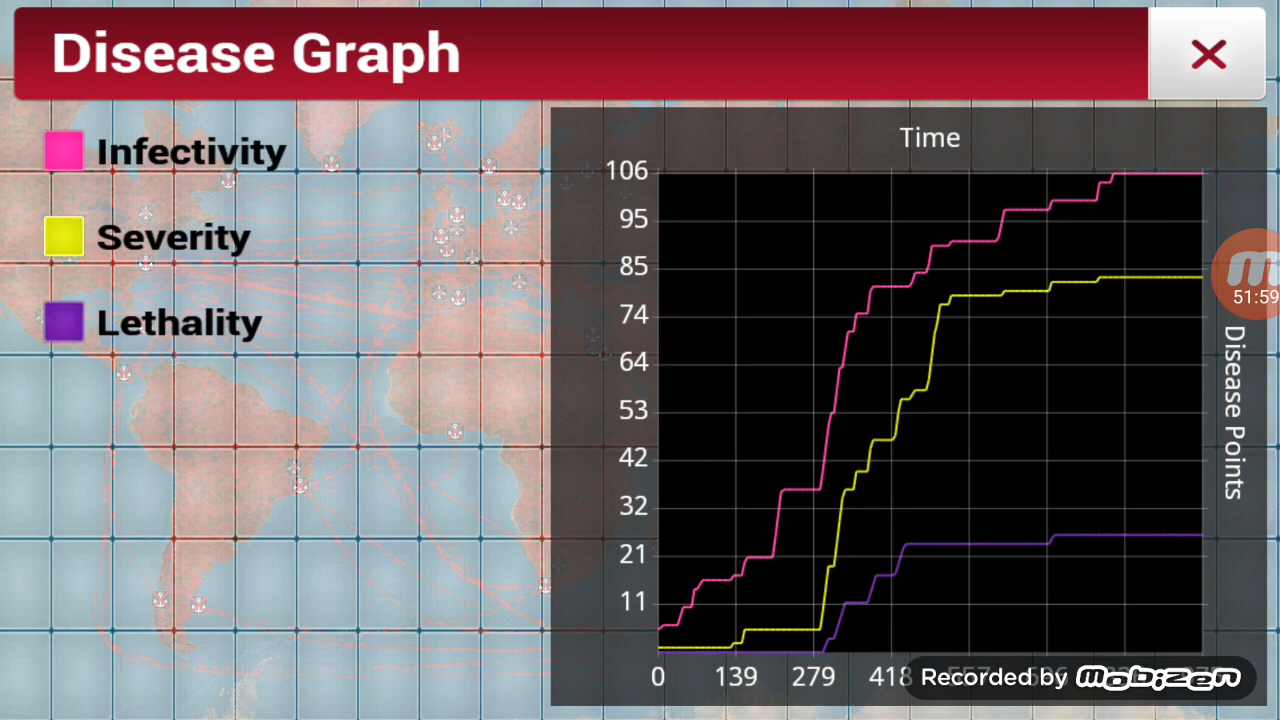 Disease Graph
Infectivity
Severity
Lethality
Time
106
95
85
74
64
53
42
32
21
11
0 139 279 418 557
Disease Points
51:59
Recorded by mobizen